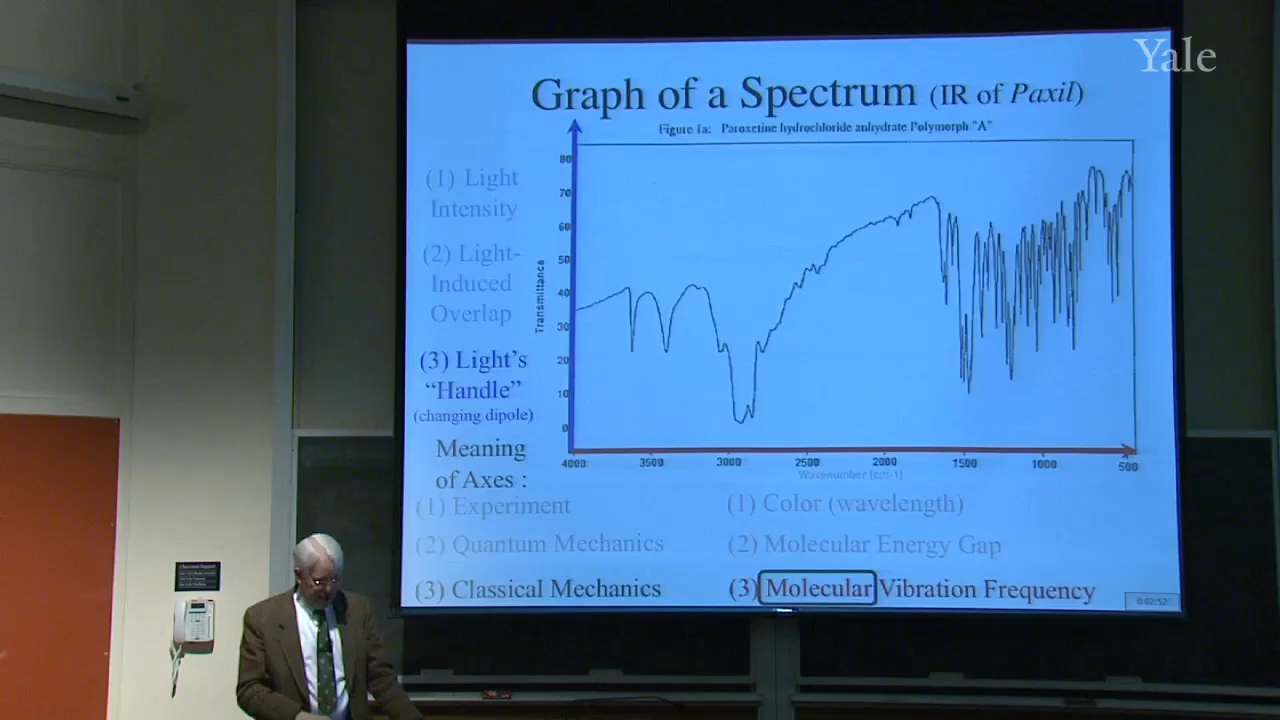 Yale
Graph of a Spectrum (IR of Paxil)
Figure 1a: Paroxetine hydrochloride anhydrate Polymorph "A"
(1) Light
Intensity
(2) Light-
Induced
Overlap
(3) Light's
“Handle”
(changing dipole)
Meaning
of Axes :
Transmittance
80
70
60
50
40
30
20
10
0
4000 3500 3000 2500 2000 1500 1000 500
Wavenumber (cm-1)
(1) Experiment (1) Color (wavelength)
(2) Quantum Mechanics (2) Molecular Energy Gap
(3) Classical Mechanics (3) Molecular Vibration Frequency
0:02:52